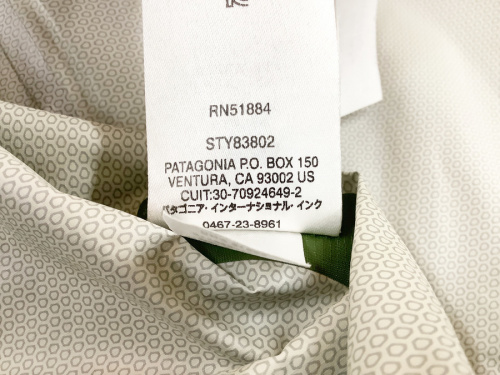 RN51884
STY83802
PATAGONIA P.O. BOX 150
VENTURA, CA 93002 US
CUIT:30-70924649-2
パタゴニア・インターナショナル・インク
0467-23-8961